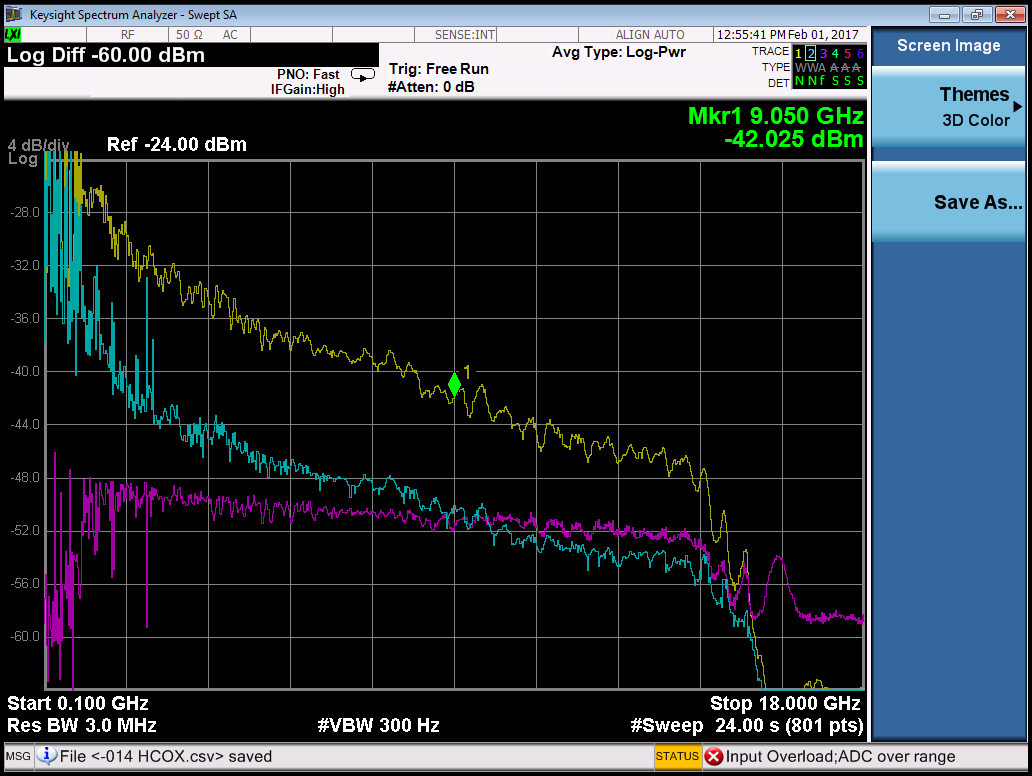 Keysight Spectrum Analyzer - Swept SA
LXI RF 50 Ω AC SENSE:INT ALIGN AUTO 12:55:41 PM Feb 01, 2017
Log Diff -60.00 dBm
PNO: Fast
IFGain:High
Trig: Free Run
#Atten: 0 dB
Avg Type: Log-Pwr
TRACE 1 2 3 4 5 6
TYPE W W A A A A
DET N N f S S S
Mkr1 9.050 GHz
-42.025 dBm
4 dB/div
Log
Ref -24.00 dBm
-28.0
-32.0
-36.0
1
-40.0
-44.0
-48.0
-52.0
-56.0
-60.0
Start 0.100 GHz
Stop 18.000 GHz
Res BW 3.0 MHz
#VBW 300 Hz
#Sweep 24.00 s (801 pts)
MSG File <-014 HCOX.csv> saved
STATUS Input Overload;ADC over range
Screen Image
Themes
3D Color
Save As...